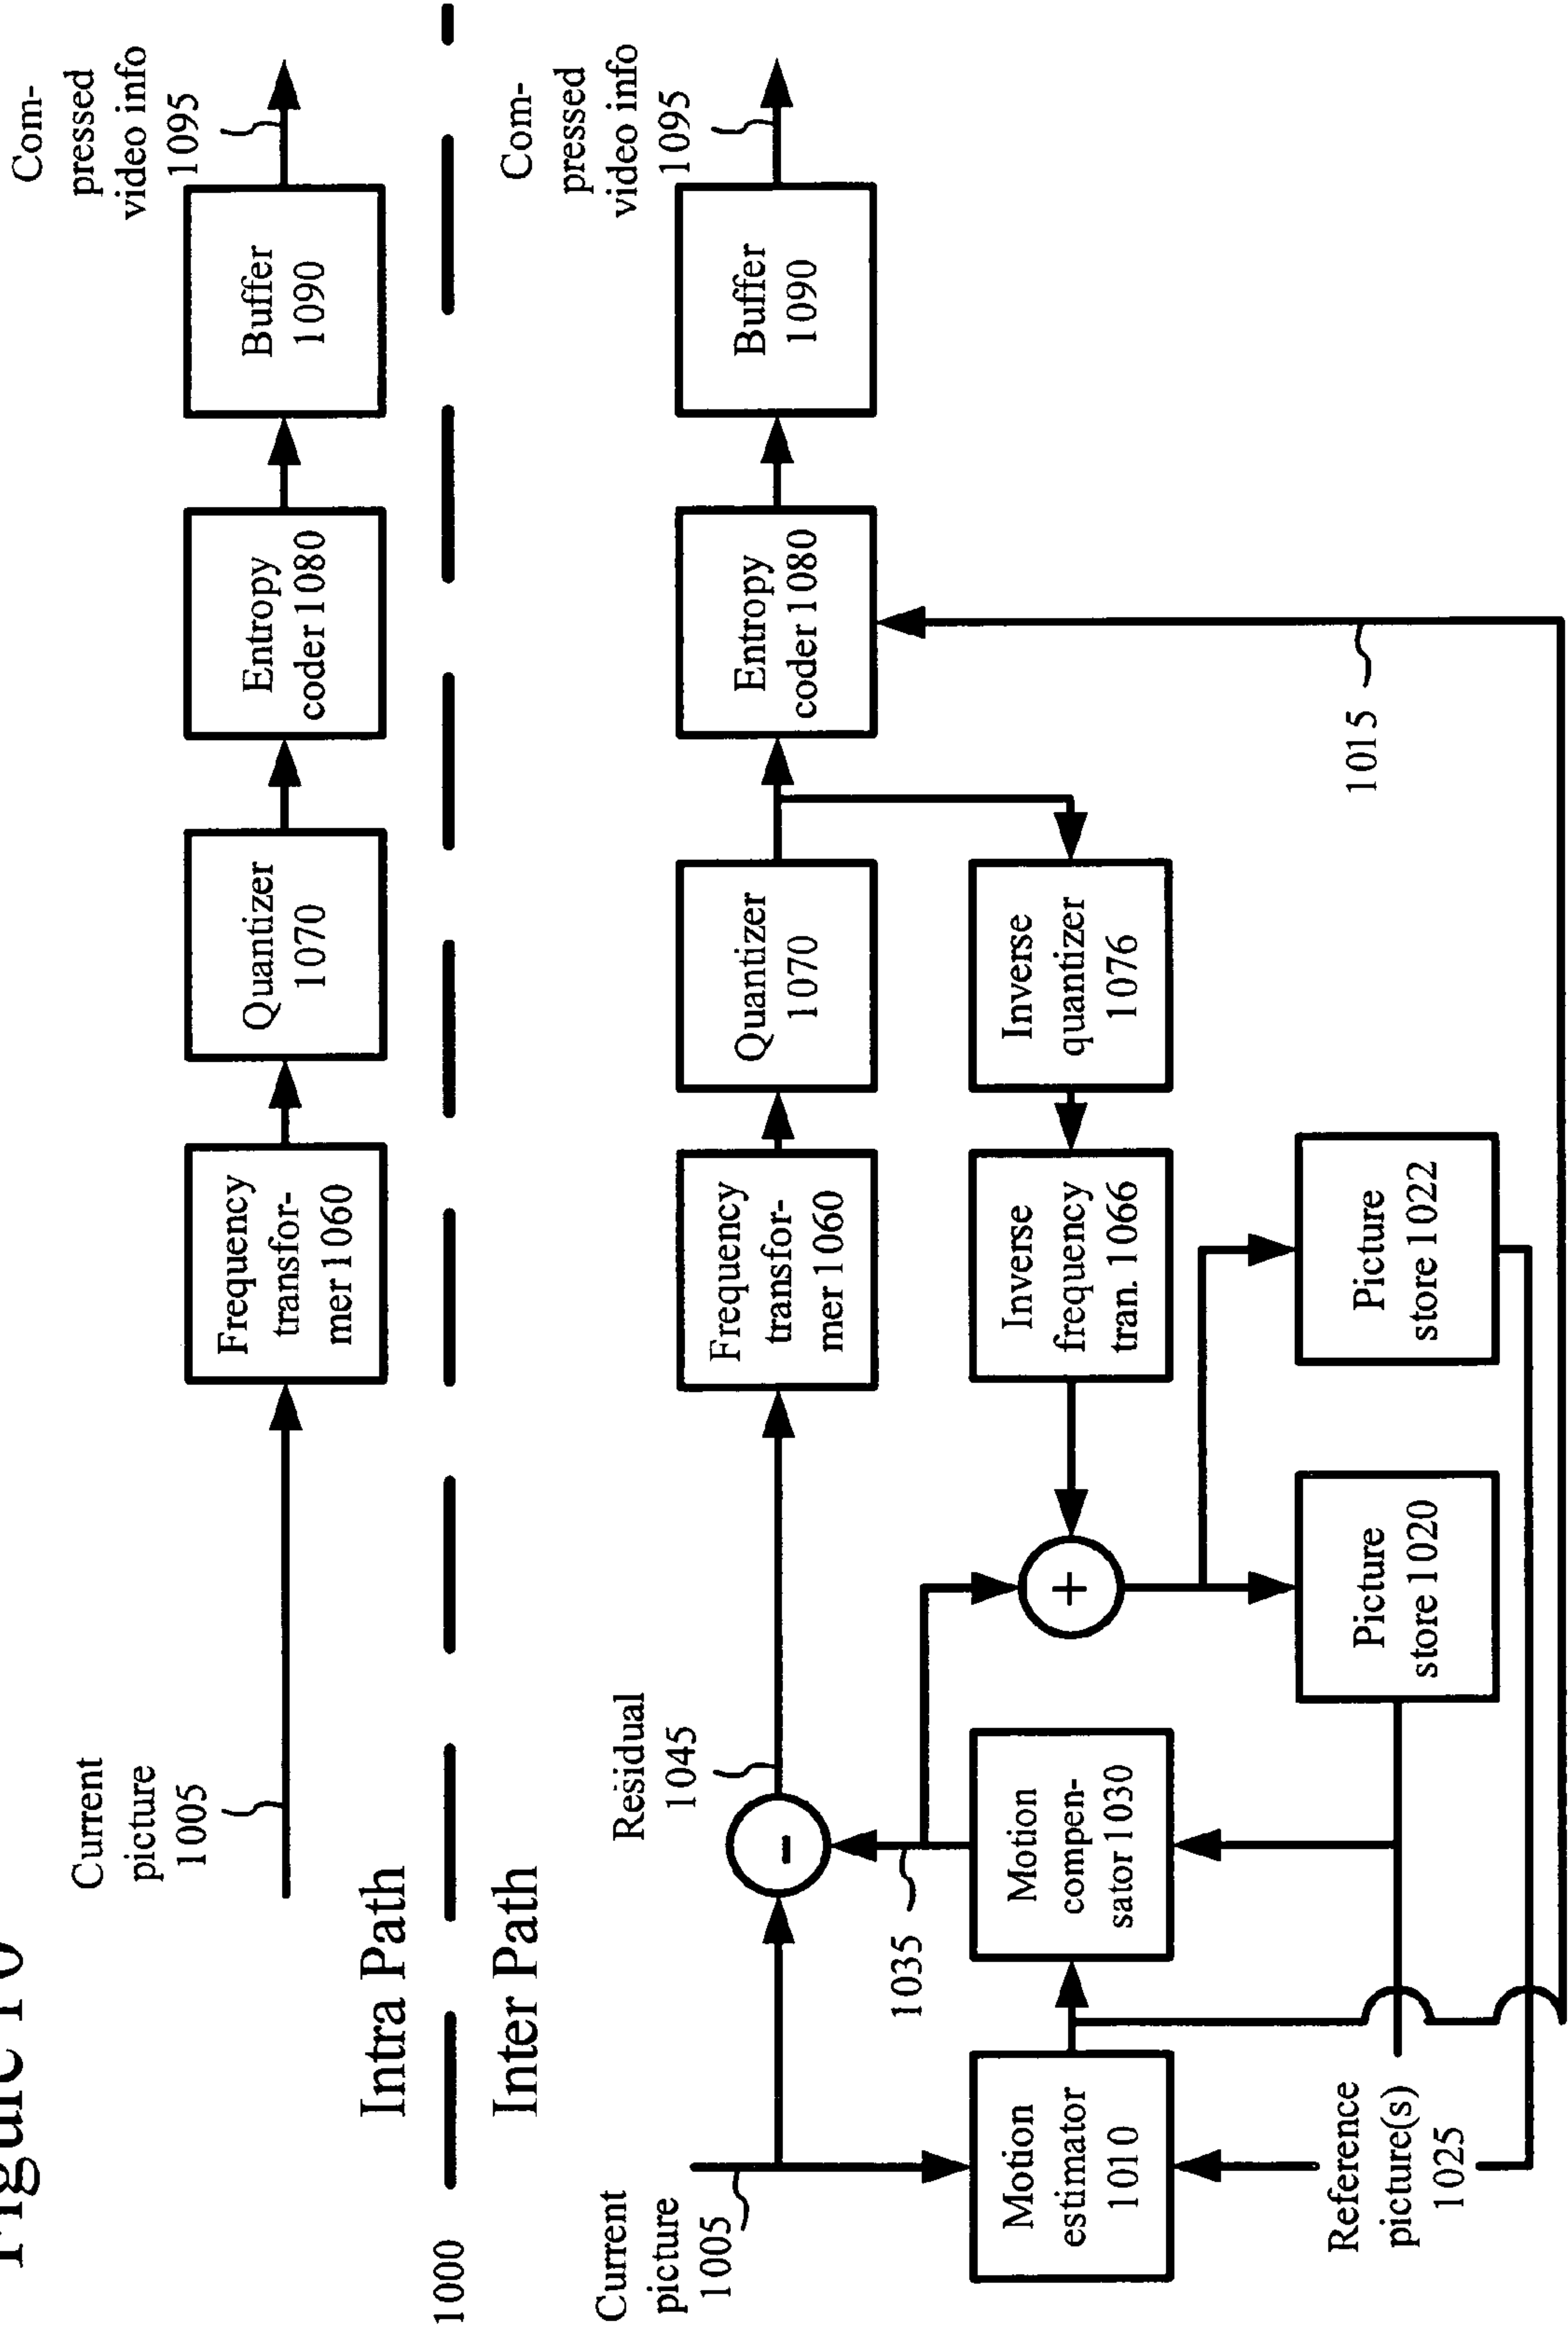 Figure 10
Current
picture
1005
Frequency
transfor-
mer 1060
Quantizer
1070
Entropy
coder 1080
Buffer
1090
Com-
pressed
video info
1095
Intra Path
1000
Inter Path
Current
picture
1005
Residual
1045
Frequency
transfor-
mer 1060
Quantizer
1070
Entropy
coder 1080
Buffer
1090
Com-
pressed
video info
1095
-
1035
Motion
estimator
1010
Motion
compen-
sator 1030
+
Inverse
frequency
tran. 1066
Inverse
quantizer
1076
Reference
picture(s)
1025
Picture
store 1020
Picture
store 1022
1015